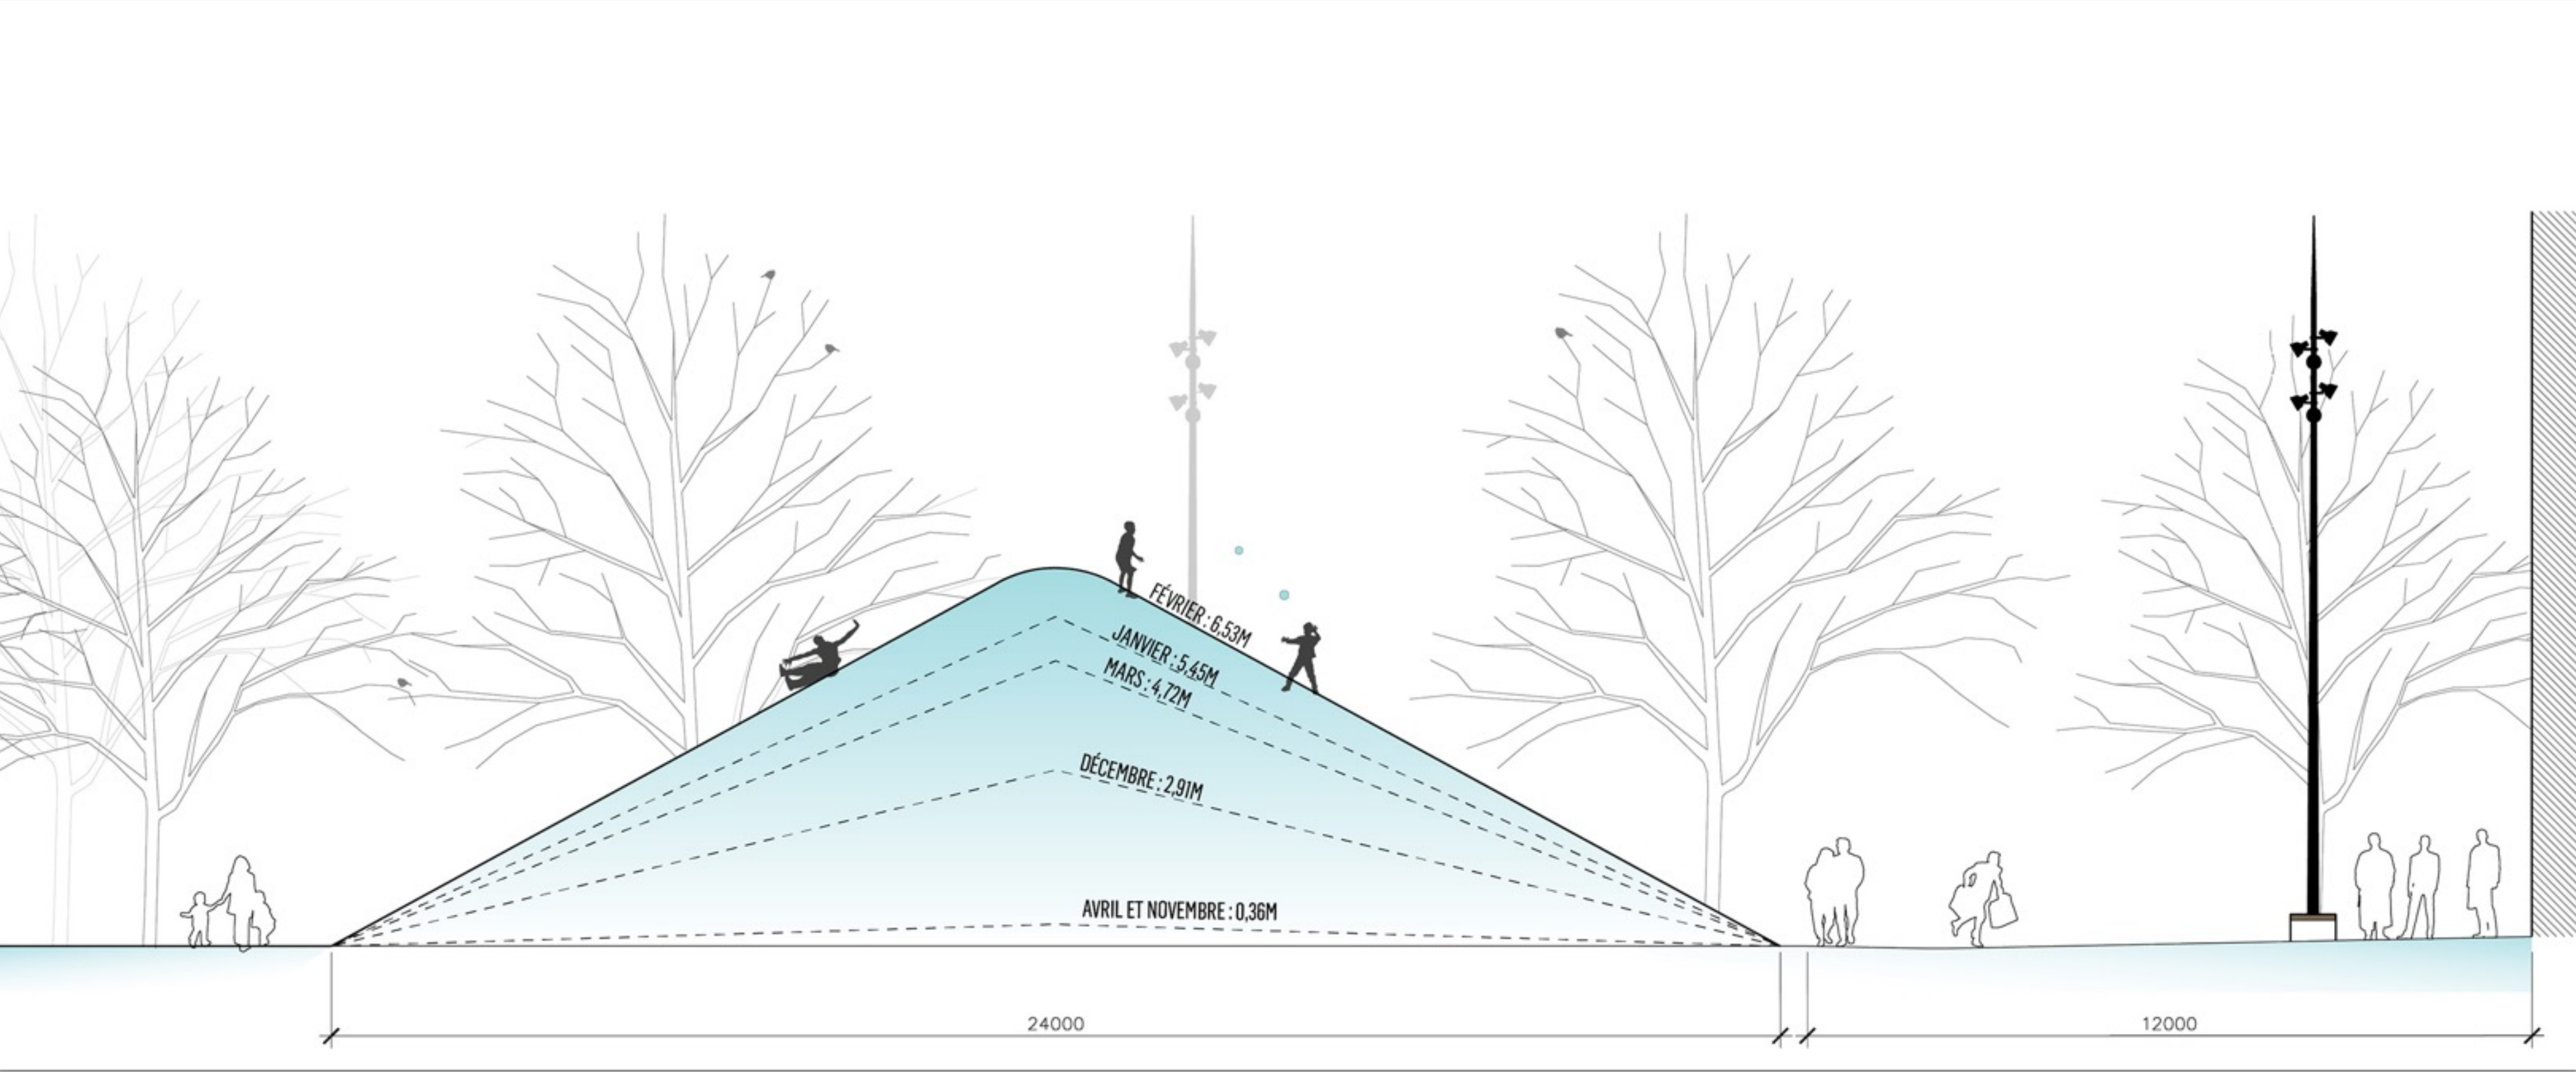 FÉVRIER : 6,53M
JANVIER : 5,45M
MARS : 4,72M
DÉCEMBRE : 2,91M
AVRIL ET NOVEMBRE : 0,36M
24000
12000